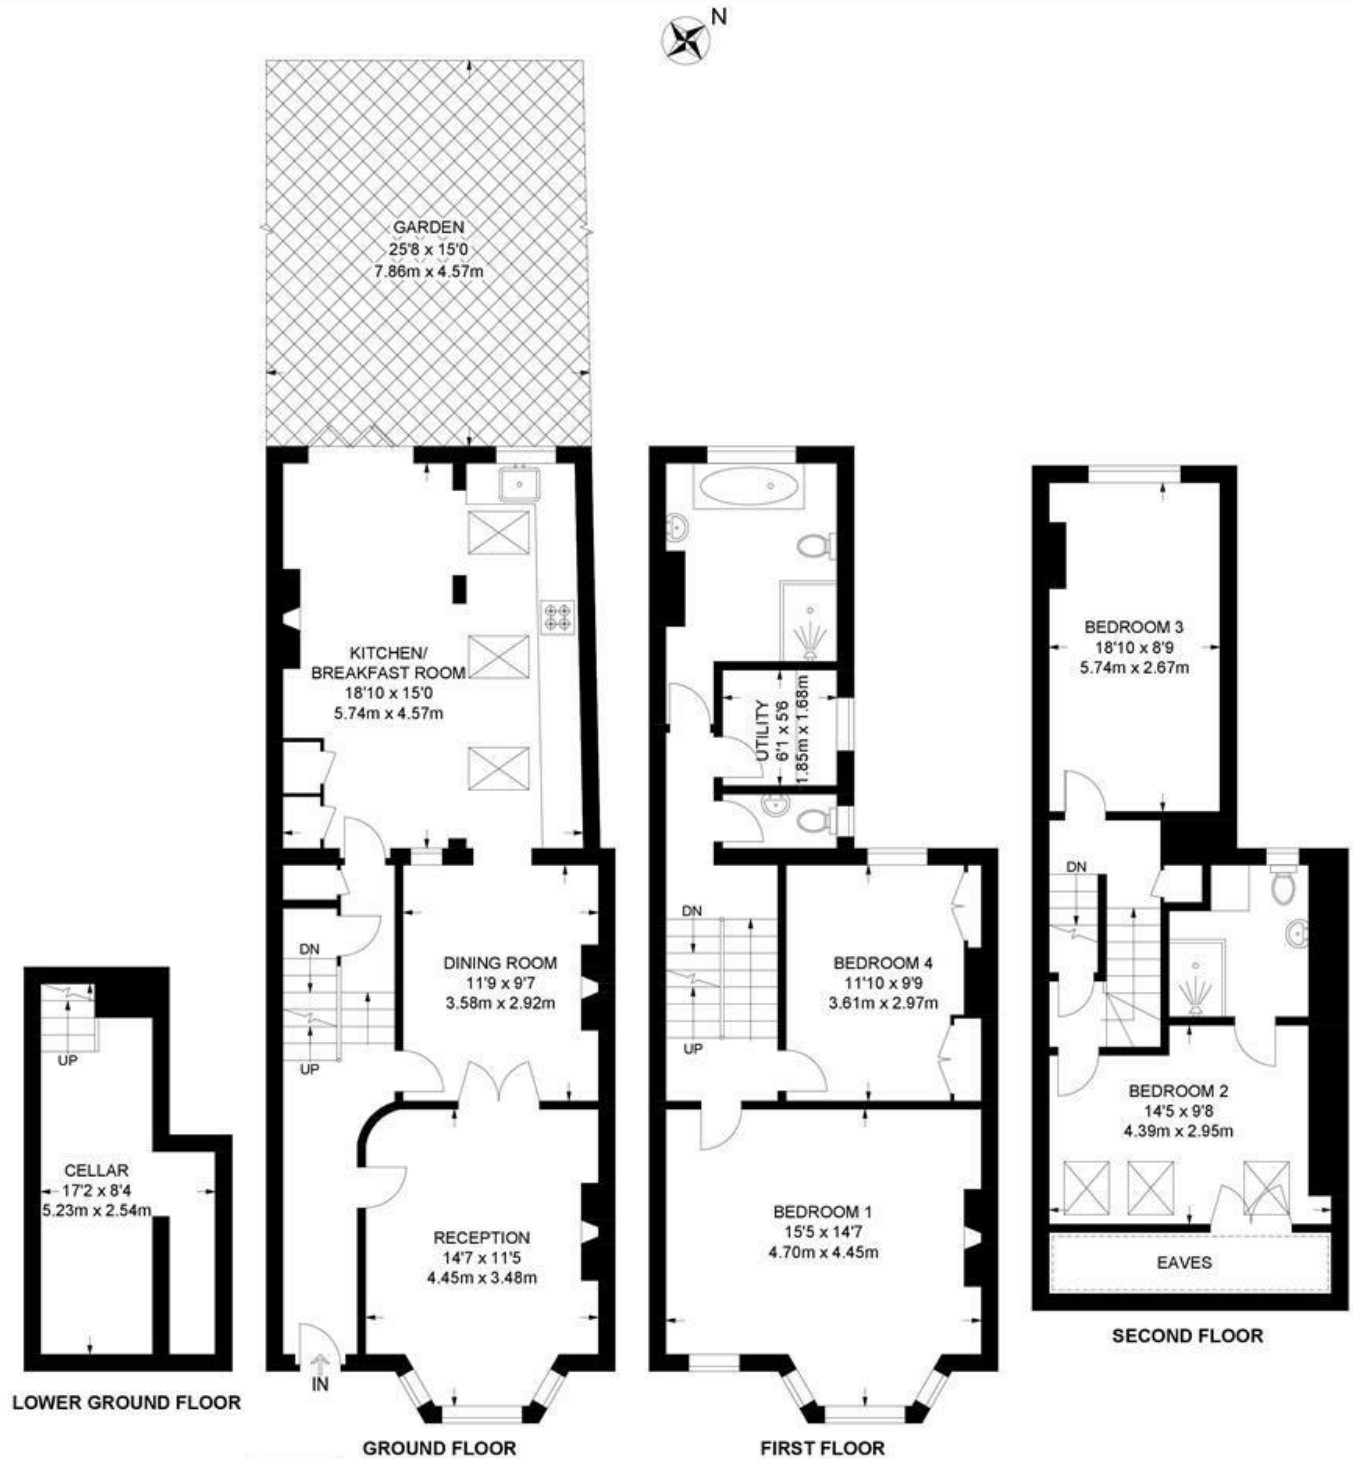 N
GARDEN
25'8 x 15'0
7.86m x 4.57m
KITCHEN/
BREAKFAST ROOM
18'10 x 15'0
5.74m x 4.57m
DN
UP
DINING ROOM
11'9 x 9'7
3.58m x 2.92m
RECEPTION
14'7 x 11'5
4.45m x 3.48m
IN
GROUND FLOOR
UP
CELLAR
17'2 x 8'4
5.23m x 2.54m
LOWER GROUND FLOOR
UTILITY
6'1 x 5'6
1.85m x 1.68m
DN
UP
BEDROOM 4
11'10 x 9'9
3.61m x 2.97m
BEDROOM 1
15'5 x 14'7
4.70m x 4.45m
FIRST FLOOR
BEDROOM 3
18'10 x 8'9
5.74m x 2.67m
DN
BEDROOM 2
14'5 x 9'8
4.39m x 2.95m
EAVES
SECOND FLOOR